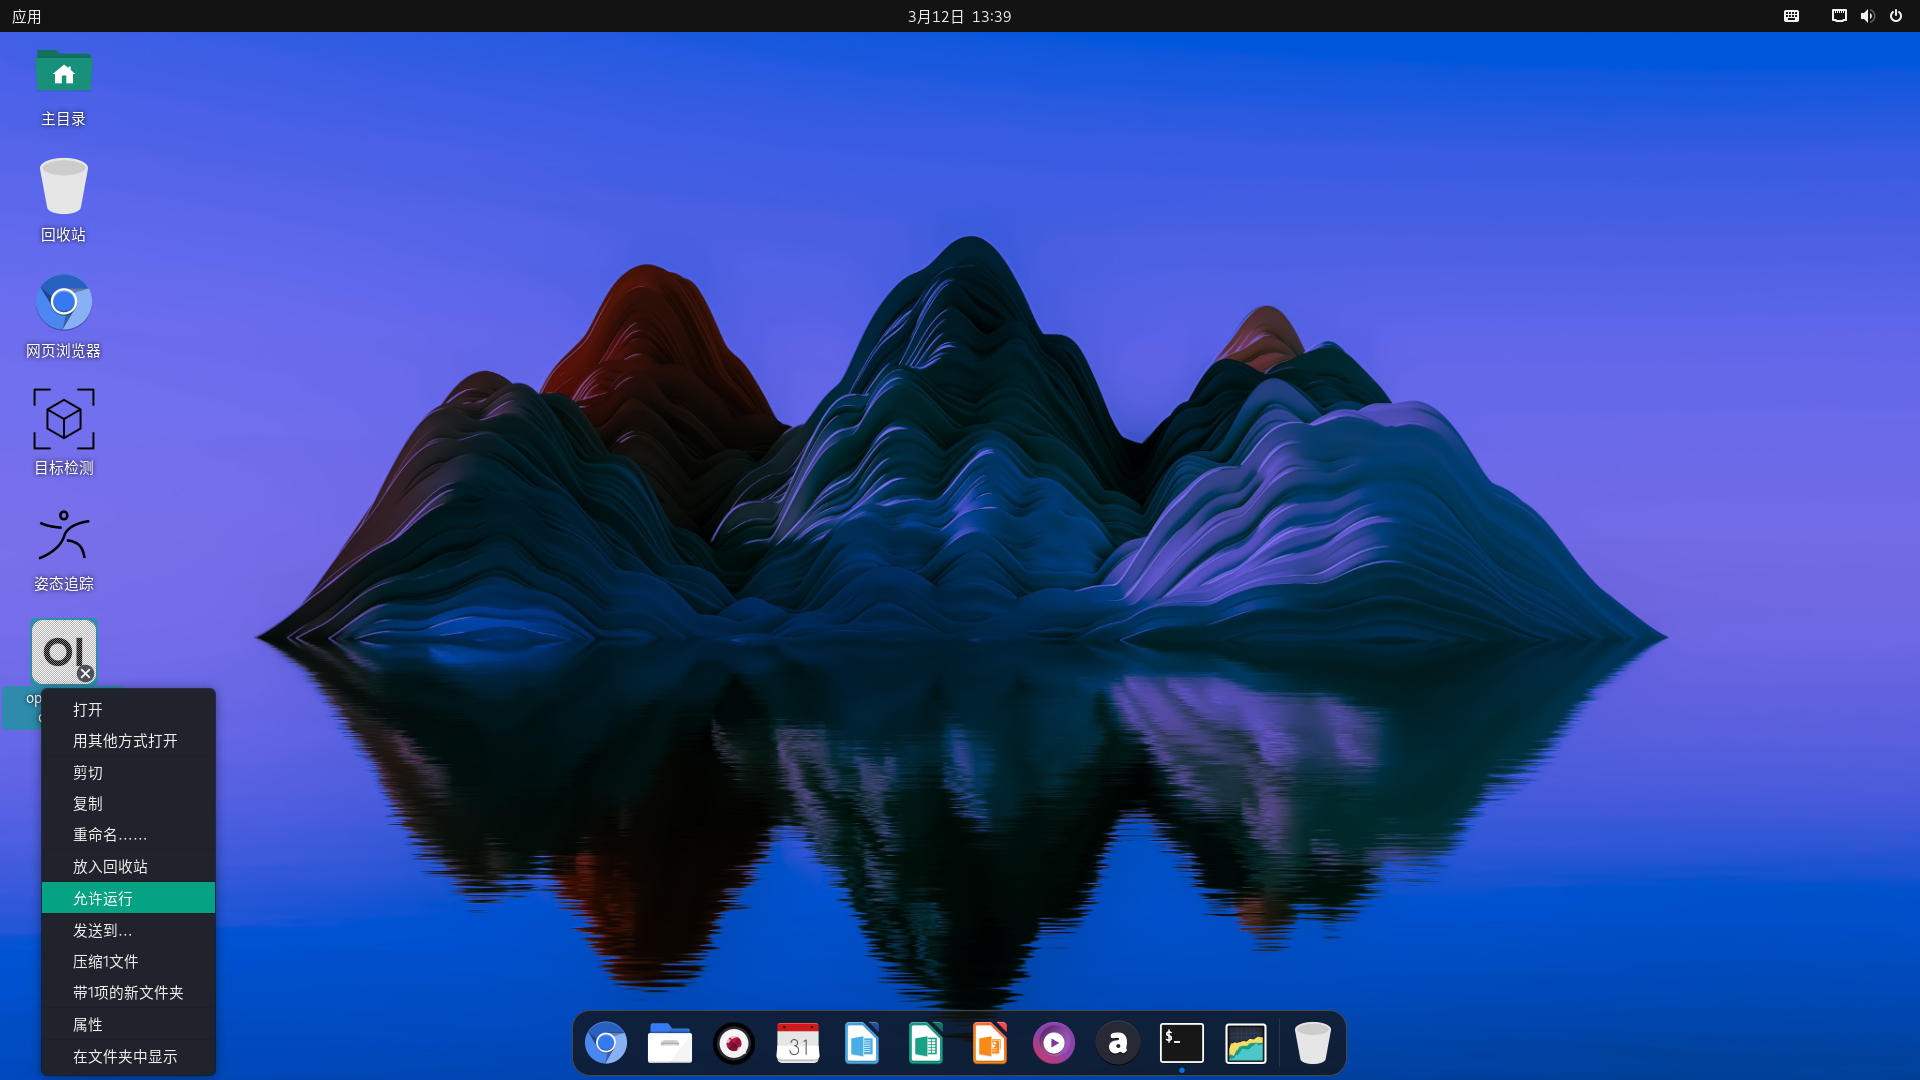 应用
3月12日 13:39
主目录
回收站
网页浏览器
目标检测
姿态追踪
OI
打开
用其他方式打开
剪切
复制
重命名……
放入回收站
允许运行
发送到...
压缩1文件
带1项的新文件夹
属性
在文件夹中显示
31
a
$_